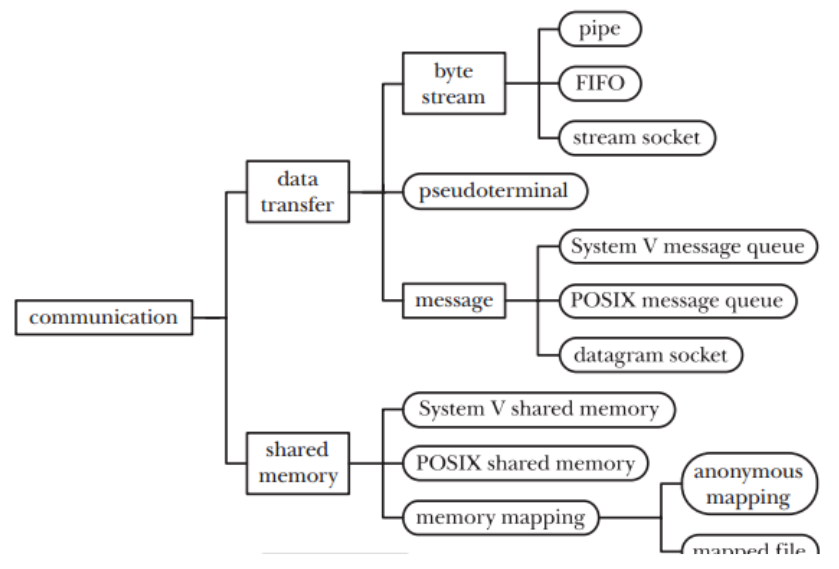 pipe
byte
stream
FIFO
stream socket
data
transfer
pseudoterminal
System V message queue
message
POSIX message queue
communication
datagram socket
System V shared memory
shared
memory
POSIX shared memory
anonymous
mapping
memory mapping
mapped file